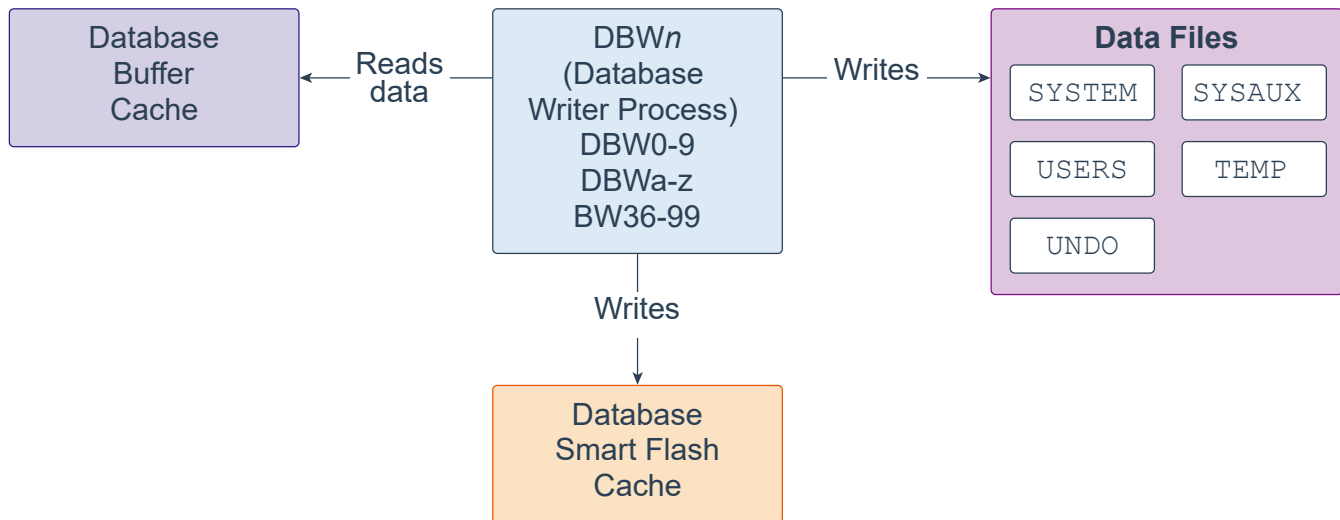 Database
Buffer
Cache
Reads
data
DBWn
(Database
Writer Process)
DBW0-9
DBWa-z
BW36-99
Writes
Data Files
SYSTEM
SYSAUX
USERS
TEMP
UNDO
Writes
Database
Smart Flash
Cache